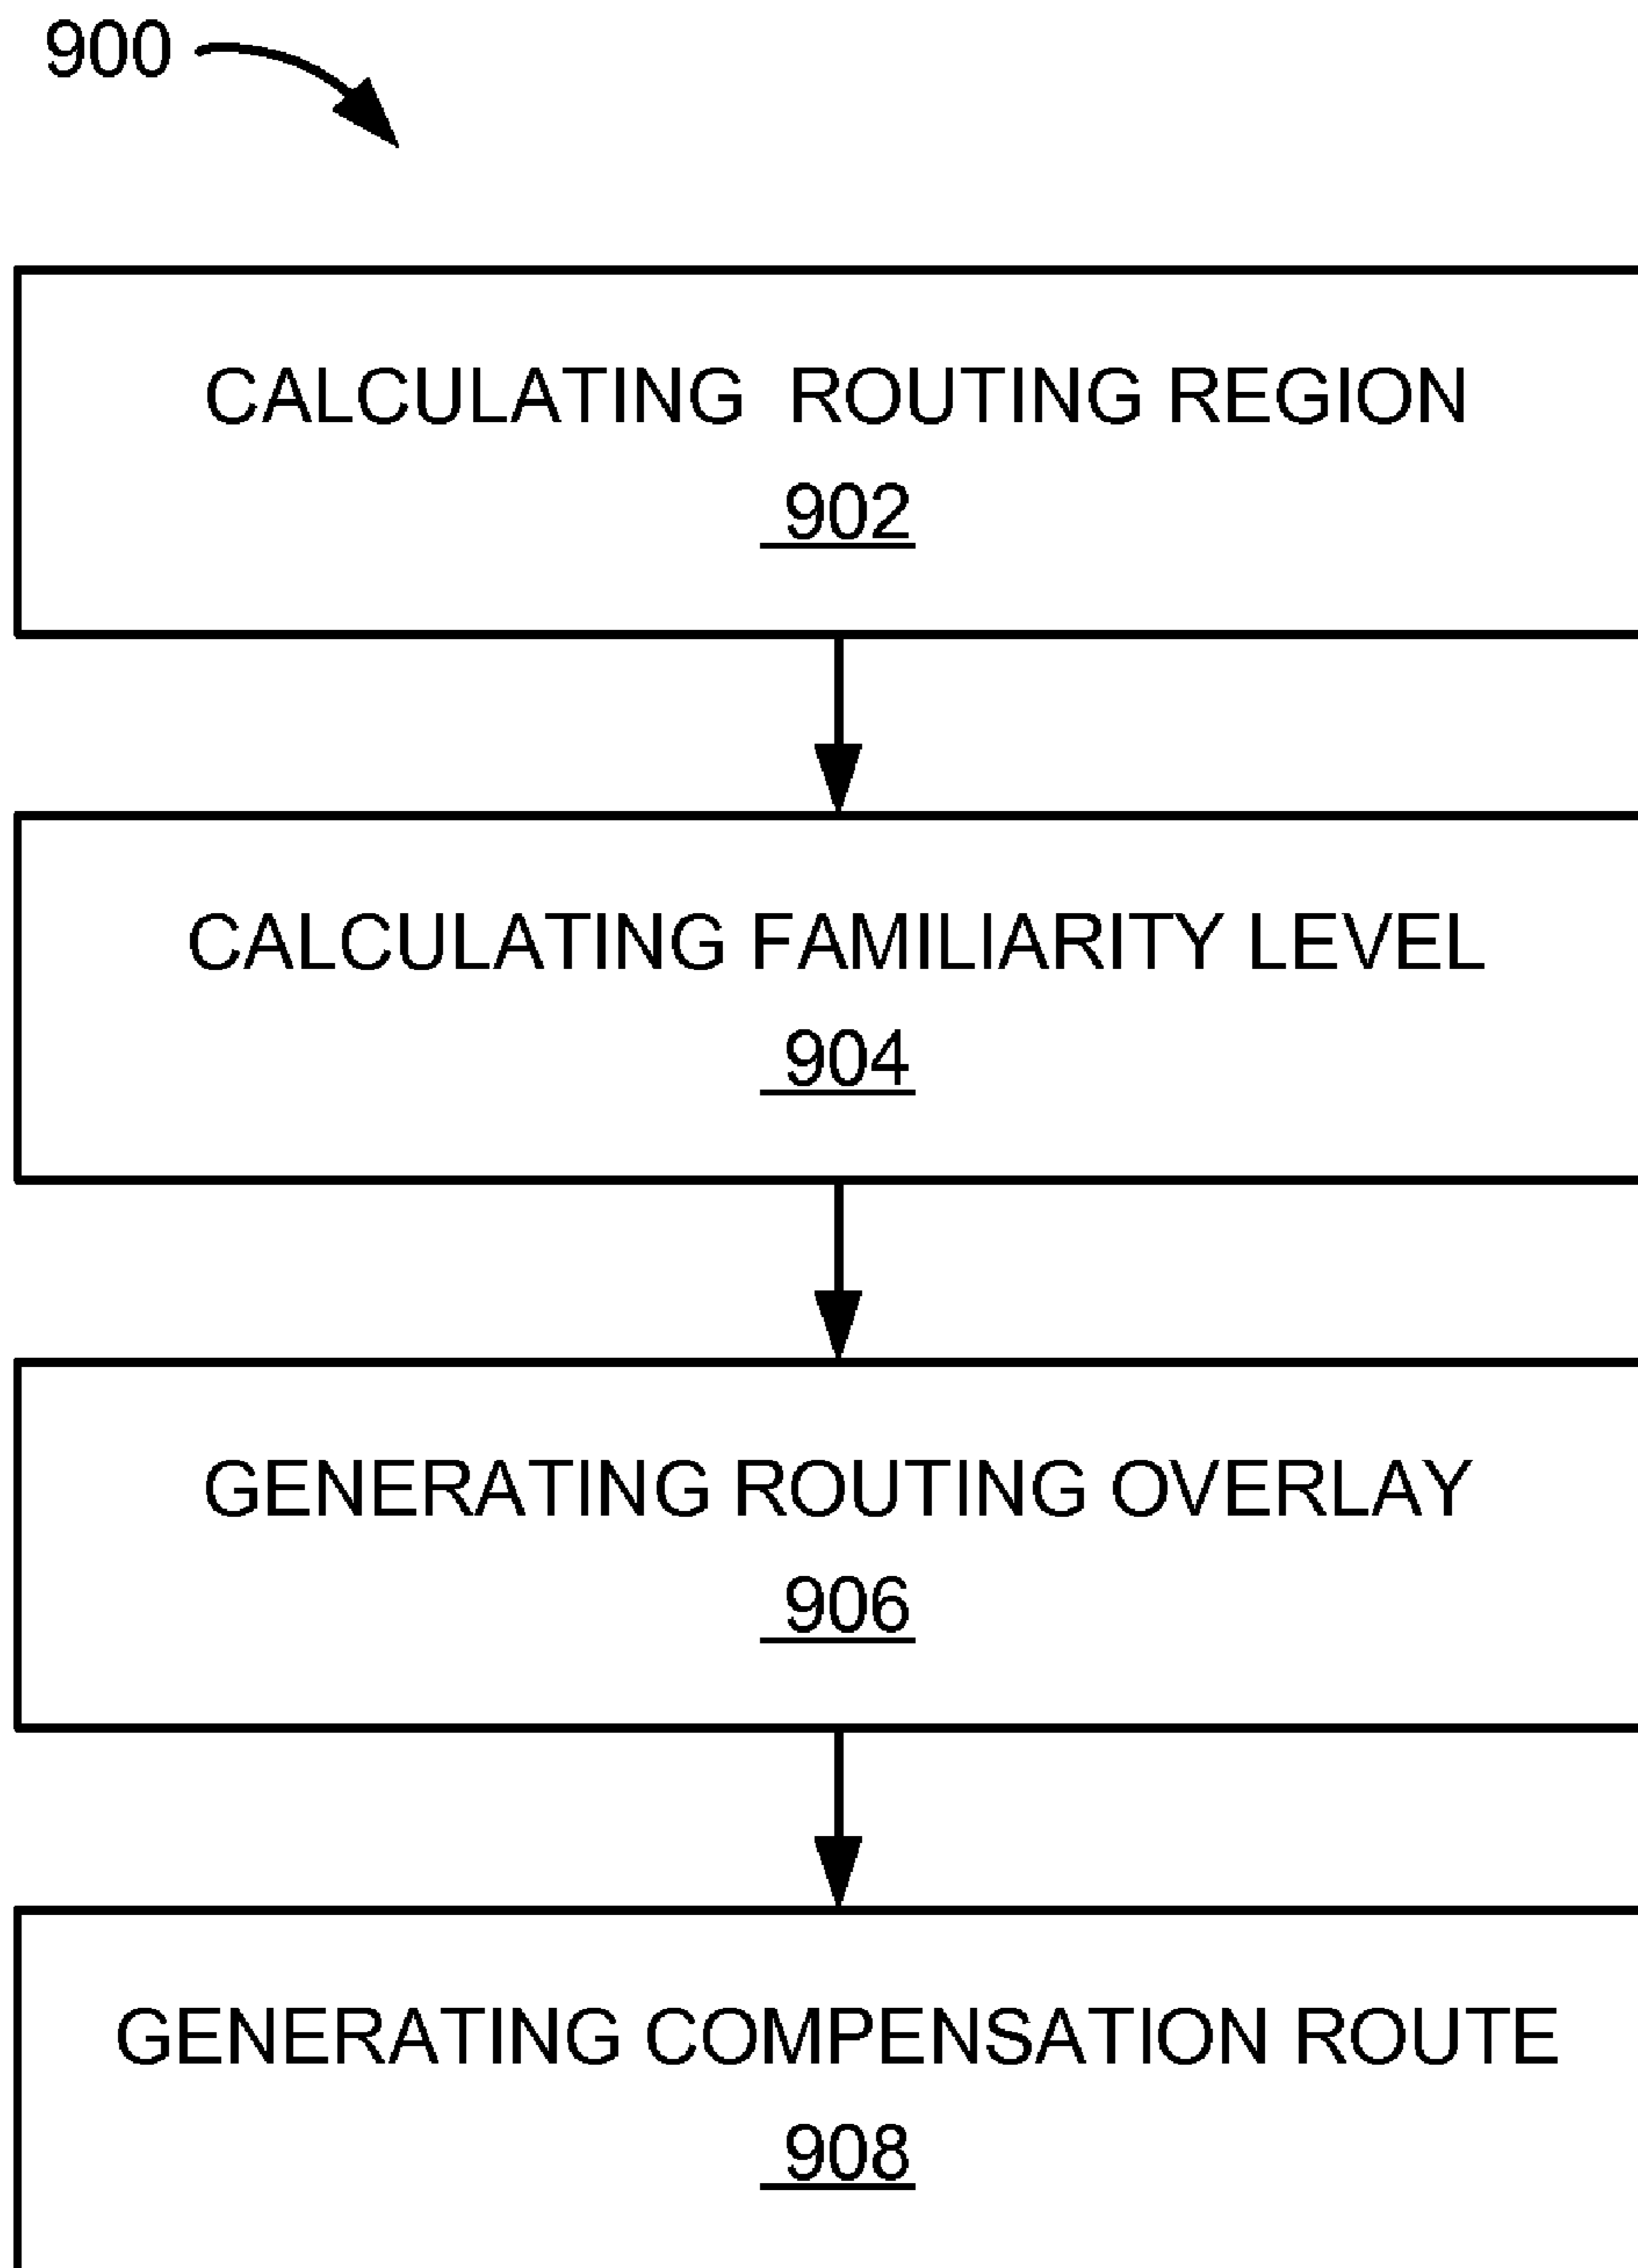 900
CALCULATING ROUTING REGION
902
CALCULATING FAMILIARITY LEVEL
904
GENERATING ROUTING OVERLAY
906
GENERATING COMPENSATION ROUTE
908